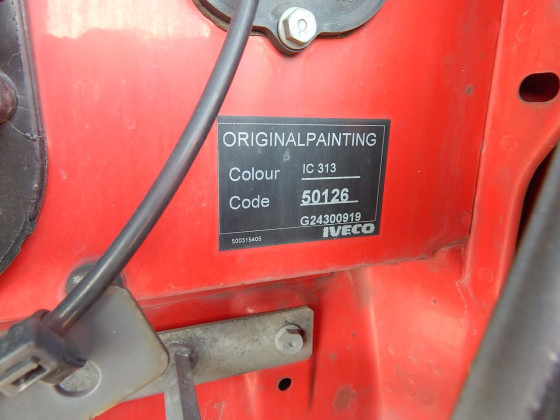 ORIGINALPAINTING
Colour IC 313
Code 50126
G24300919
500315405 IVECO